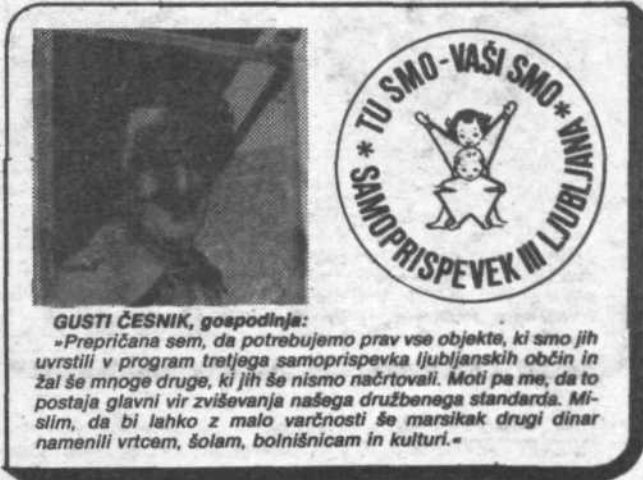 * TU SMO - VAŠI SMO *
SAMOPRISPEVEK III LJUBLJANA
GUSTI ČESNIK, gospodinja:
»Prepričana sem, da potrebujemo prav vse objekte, ki smo jih
uvrstili v program tretjega samoprispevka ljubljanskih občin in
žal še mnoge druge, ki jih še nismo načrtovali. Moti pa me, da to
postaja glavni vir zviševanja našega družbenega standarda. Mi-
slim, da bi lahko z malo varčnosti še marsikak drugi dinar
namenili vrtcem, šolam, bolnišnicam in kulturi.«